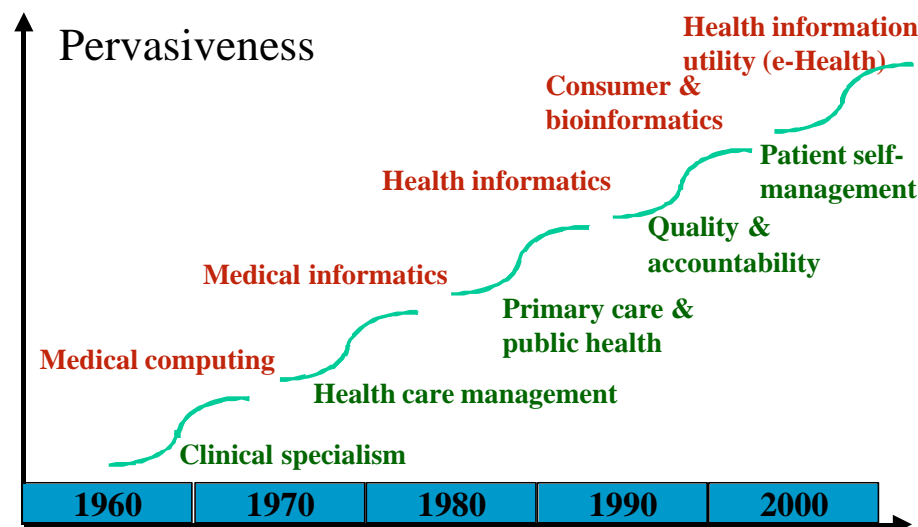 Pervasiveness
Health information
utility (e-Health)
Consumer &
bioinformatics
Patient self-
management
Health informatics
Quality &
accountability
Medical informatics
Primary care &
public health
Medical computing
Health care management
Clinical specialism
1960 1970 1980 1990 2000